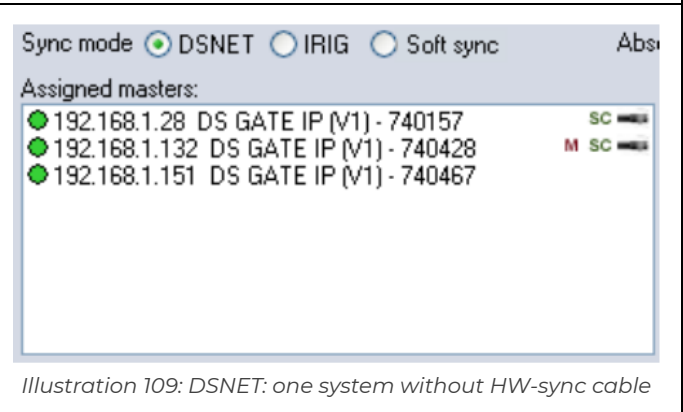 Sync mode DSNET IRIG Soft sync Abs
Assigned masters:
192.168.1.28 DS GATE IP (V1) - 740157 SC
192.168.1.132 DS GATE IP (V1) - 740428 M SC
192.168.1.151 DS GATE IP (V1) - 740467
Illustration 109: DSNET: one system without HW-sync cable